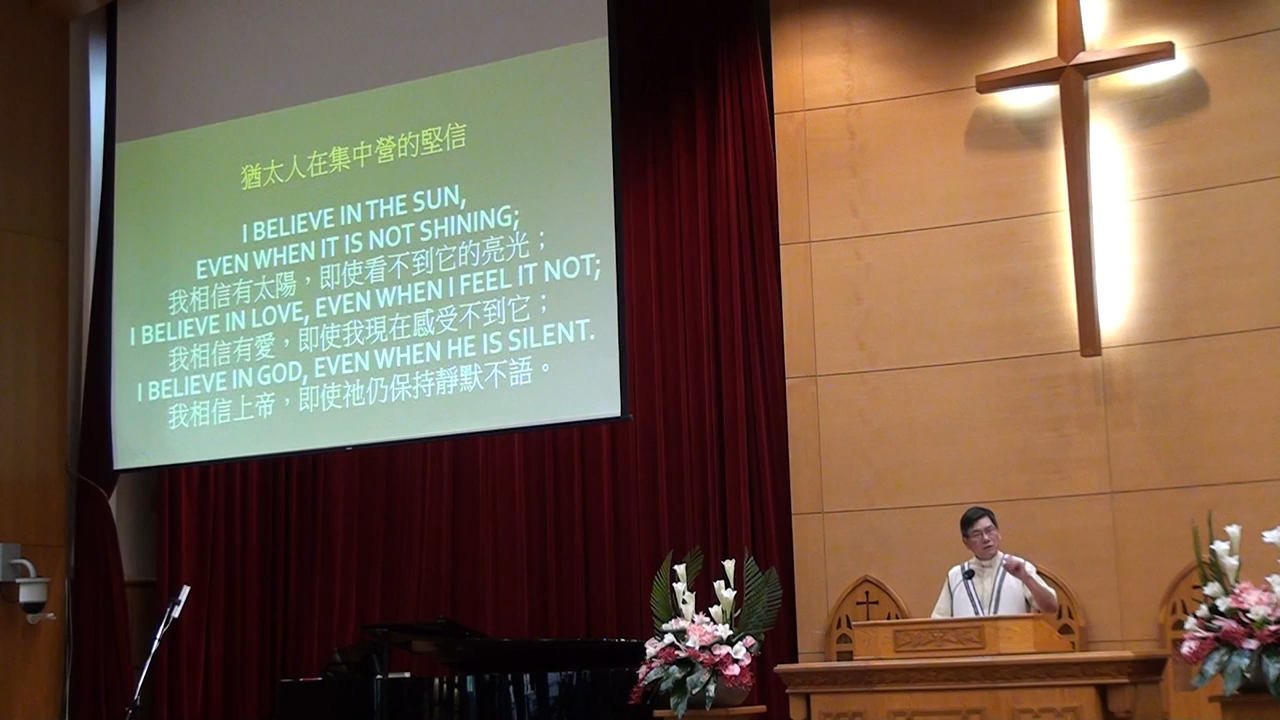 猶太人在集中營的堅信
I BELIEVE IN THE SUN,
EVEN WHEN IT IS NOT SHINING;
我相信有太陽，即使看不到它的亮光；
I BELIEVE IN LOVE, EVEN WHEN I FEEL IT NOT;
我相信有愛，即使我現在感受不到它；
I BELIEVE IN GOD, EVEN WHEN HE IS SILENT.
我相信上帝，即使祂仍保持靜默不語。